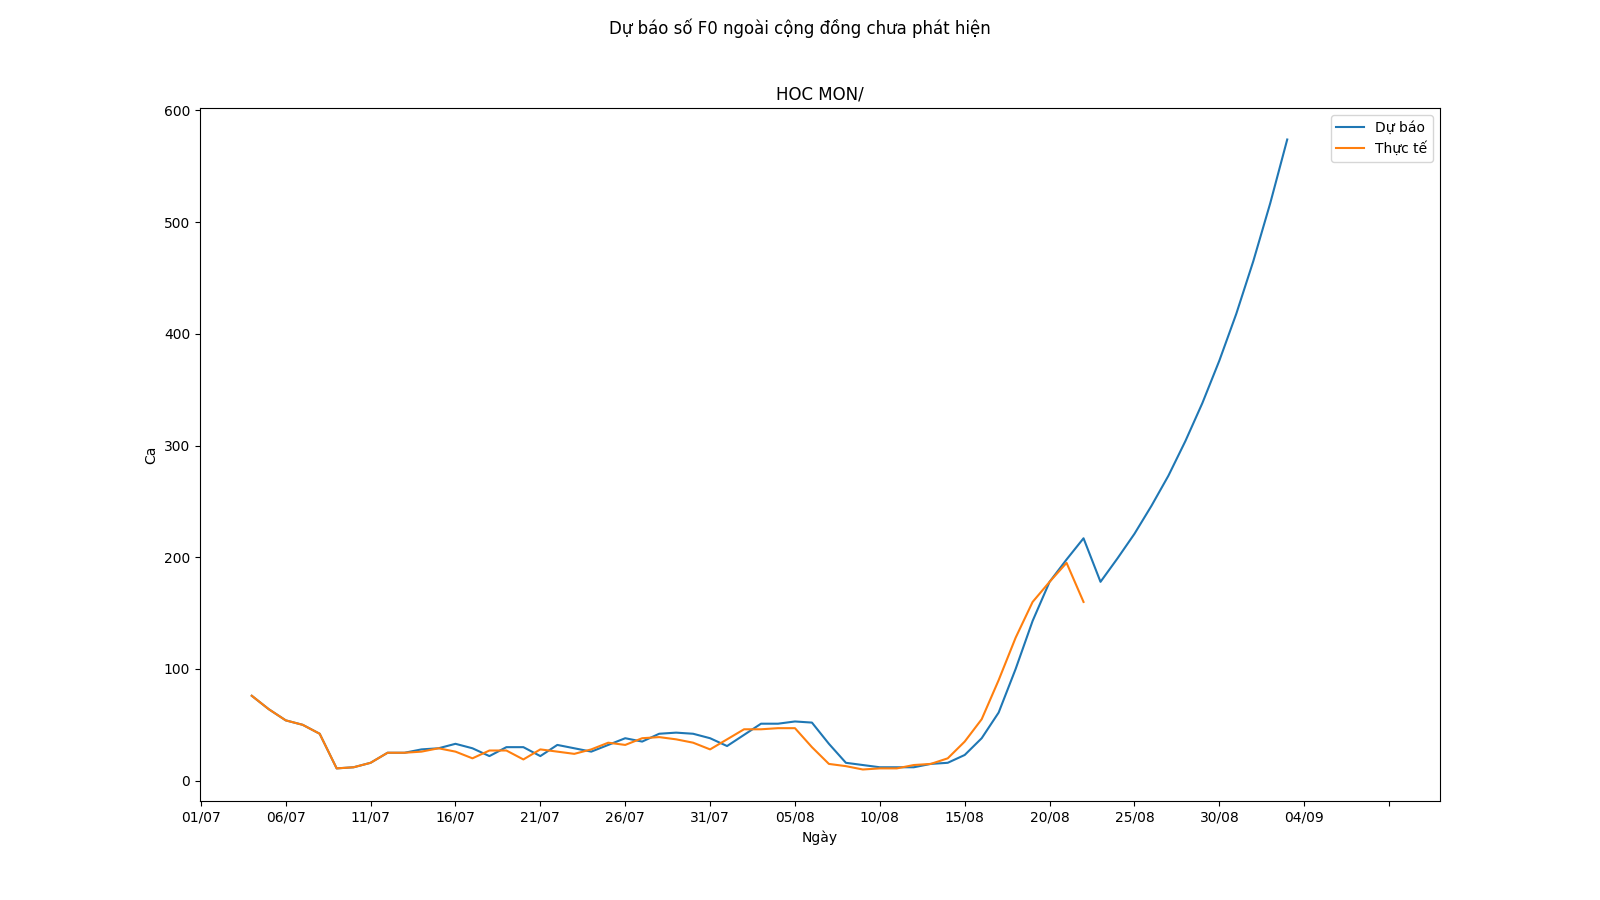 Dự báo số F0 ngoài cộng đồng chưa phát hiện
HOC MON/
Dự báo
Thực tế
600
500
400
300
200
100
0
Ca
01/07 06/07 11/07 16/07 21/07 26/07 31/07 05/08 10/08 15/08 20/08 25/08 30/08 04/09
Ngày